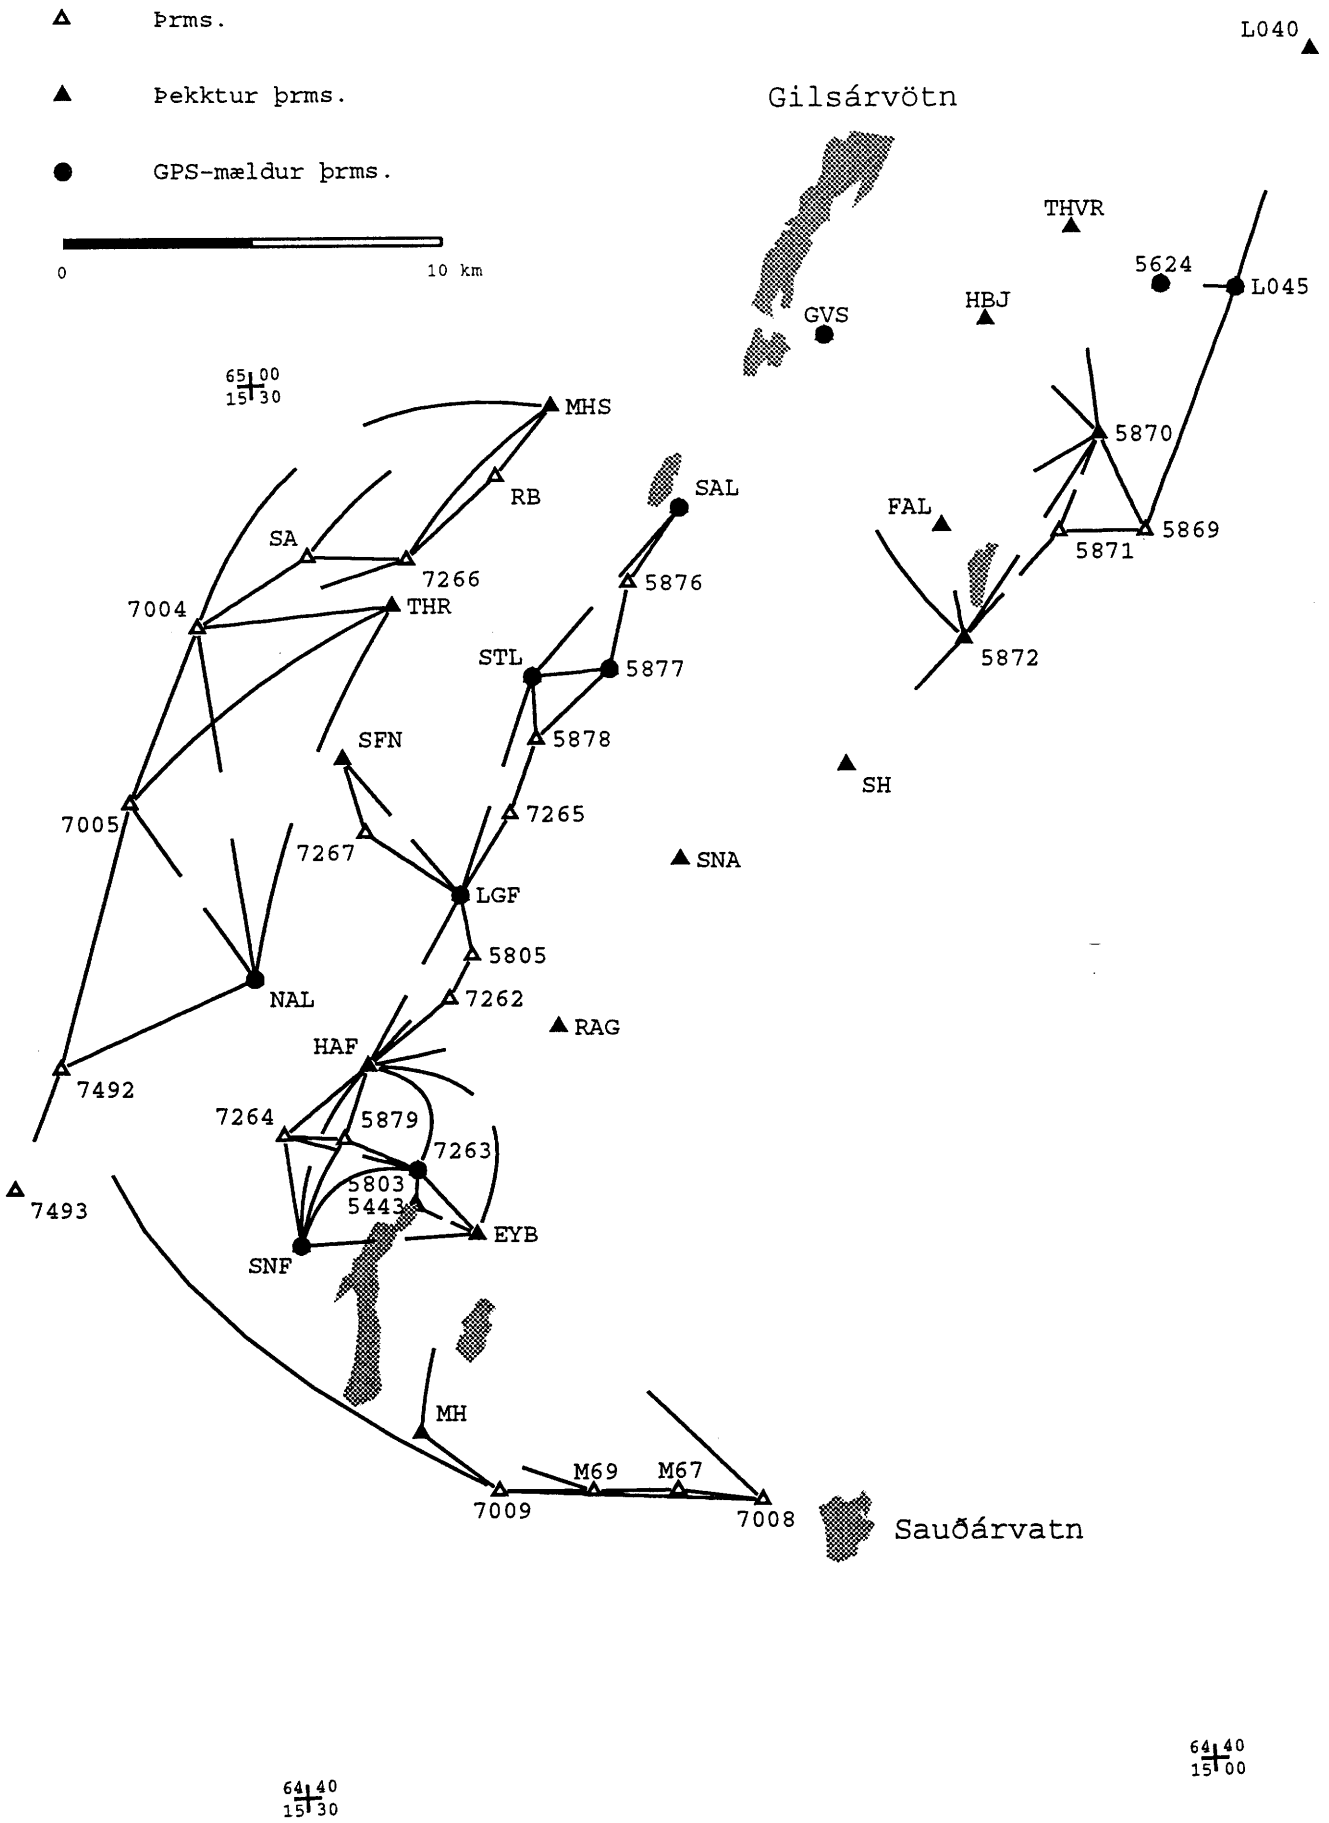 Þrms.
L040
Þekktur þrms.
Gilsárvötn
GPS-mældur þrms.
THVR
0
10 km
5624
L045
HBJ
GVS
65 00
15 30
MHS
5870
RB
SAL
FAL
5869
SA
5871
7266
5876
7004
THR
STL
5877
5872
SFN
5878
SH
7005
7265
7267
SNA
LGF
5805
NAL
7262
RAG
HAF
7492
7264
5879
7263
5803
7493
5443
EYB
SNF
MH
M69
M67
7009
7008
Sauðárvatn
64 40
15 00
64 40
15 30